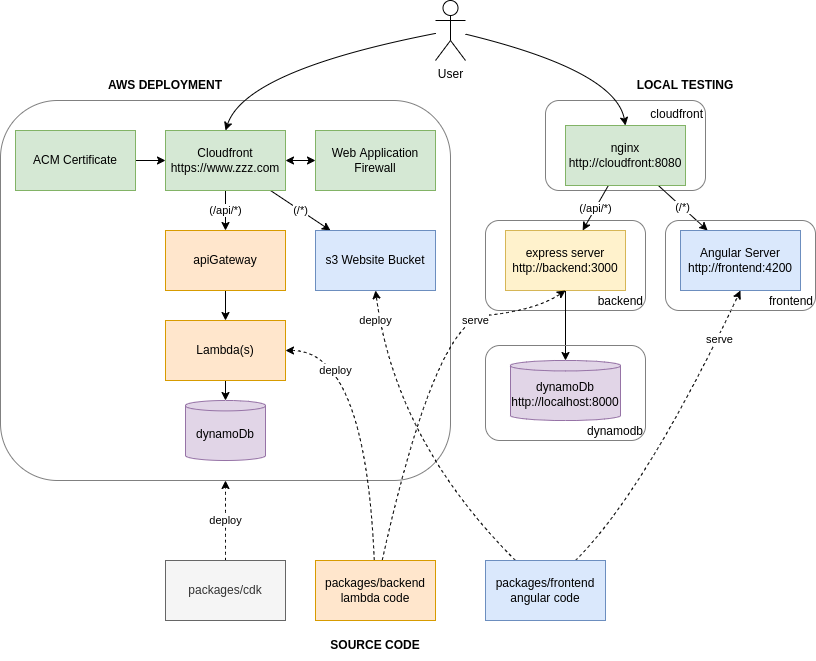 User
AWS DEPLOYMENT
LOCAL TESTING
cloudfront
ACM Certificate
Cloudfront
https://www.zzz.com
Web Application
Firewall
nginx
http://cloudfront:8080
(/api/*)
(/*)
(/api/*)
(/*)
apiGateway
s3 Website Bucket
express server
http://backend:3000
backend
Angular Server
http://frontend:4200
frontend
deploy
serve
serve
Lambda(s)
deploy
dynamoDb
http://localhost:8000
dynamodb
dynamoDb
deploy
packages/cdk
packages/backend
lambda code
packages/frontend
angular code
SOURCE CODE